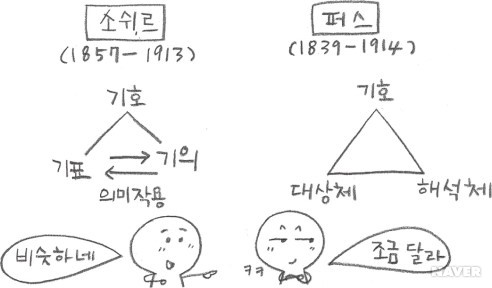 소쉬르
(1857-1913)
기호
기표
기의
의미작용
비슷하네
퍼스
(1839-1914)
기호
대상체
해석체
ㅋㅋ
조금 달라
NAVER